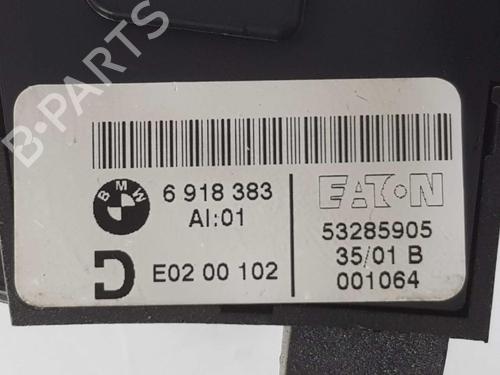 B-PARTS
BMW
6 918 383
AI:01
D
E02 00 102
EATON
53285905
35/01 B
001064